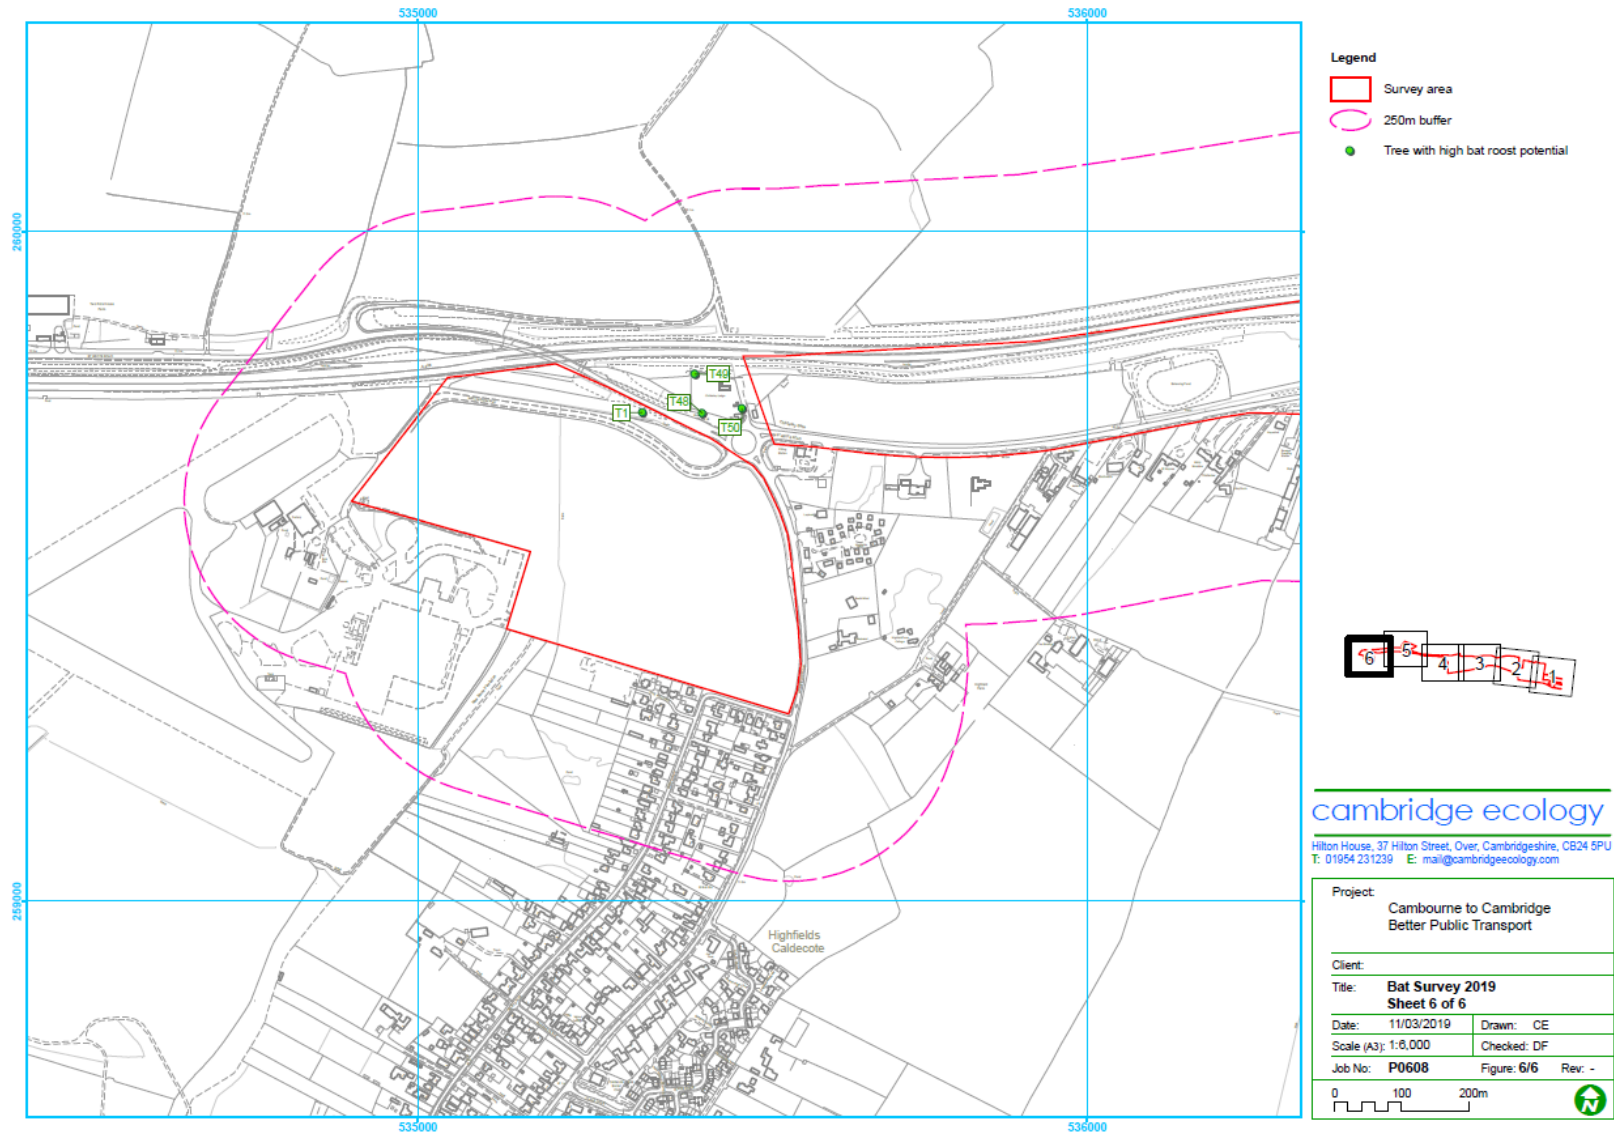 535000
536000
260000
259000
T49
T48
T1
T50
Highfields
Caldecote
535000
536000
Legend
Survey area
250m buffer
Tree with high bat roost potential
6
5
4
3
2
1
cambridge ecology
Hilton House, 37 Hilton Street, Over, Cambridgeshire, CB24 5PU
T: 01954 231239 E: mail@cambridgeecology.com
Project:
Cambourne to Cambridge
Better Public Transport
Client:
Title: Bat Survey 2019
Sheet 6 of 6
Date: 11/03/2019 Drawn: CE
Scale (A3): 1:6,000 Checked: DF
Job No: P0608 Figure: 6/6 Rev: -
0 100 200m
N